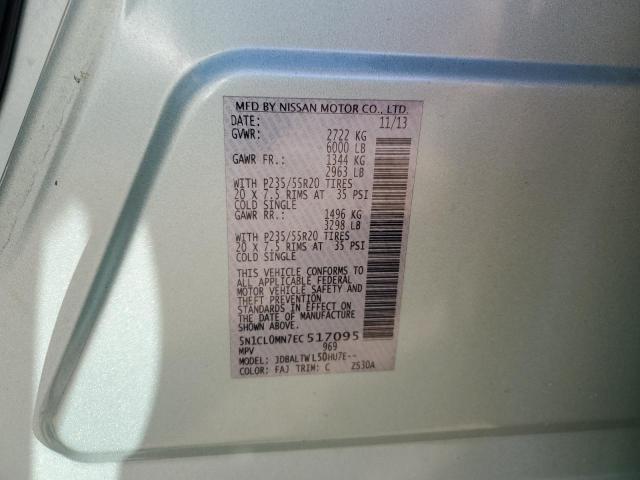 MFD BY NISSAN MOTOR CO., LTD.
DATE: 11/13
GVWR: 2722 KG
6000 LB
GAWR FR.: 1344 KG
2963 LB
WITH P235/55R20 TIRES
20 X 7.5 RIMS AT 35 PSI
COLD SINGLE
GAWR RR.: 1496 KG
3298 LB
WITH P235/55R20 TIRES
20 X 7.5 RIMS AT 35 PSI
COLD SINGLE
THIS VEHICLE CONFORMS TO
ALL APPLICABLE FEDERAL
MOTOR VEHICLE SAFETY AND
THEFT PREVENTION
STANDARDS IN EFFECT ON
THE DATE OF MANUFACTURE
SHOWN ABOVE.
5N1CL0MN7EC517095
MPV 969
MODEL: JDBALTWL50HU7E--
COLOR: FAJ TRIM: C ZS30A